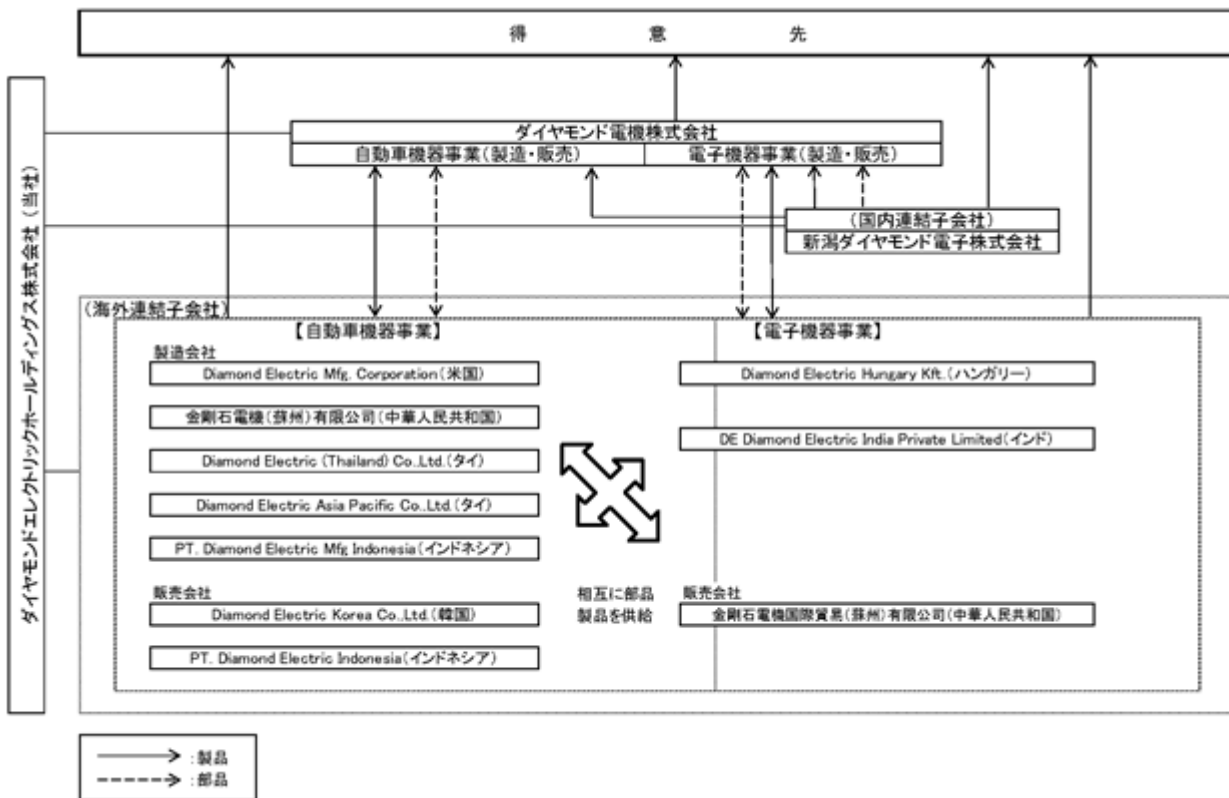 得意先
ダイヤモンドエレクトリックホールディングス株式会社(当社)
ダイヤモンド電機株式会社
自動車機器事業(製造・販売)
電子機器事業(製造・販売)
(国内連結子会社)
新潟ダイヤモンド電子株式会社
(海外連結子会社)
【自動車機器事業】
【電子機器事業】
製造会社
Diamond Electric Mfg. Corporation(米国)
Diamond Electric Hungary Kft.(ハンガリー)
金剛石電機(蘇州)有限公司(中華人民共和国)
DE Diamond Electric India Private Limited(インド)
Diamond Electric (Thailand) Co.,Ltd.(タイ)
Diamond Electric Asia Pacific Co.,Ltd.(タイ)
PT. Diamond Electric Mfg Indonesia(インドネシア)
販売会社
相互に部品
製品を供給
販売会社
Diamond Electric Korea Co.,Ltd.(韓国)
金剛石電機国際貿易(蘇州)有限公司(中華人民共和国)
PT. Diamond Electric Indonesia(インドネシア)
:製品
:部品